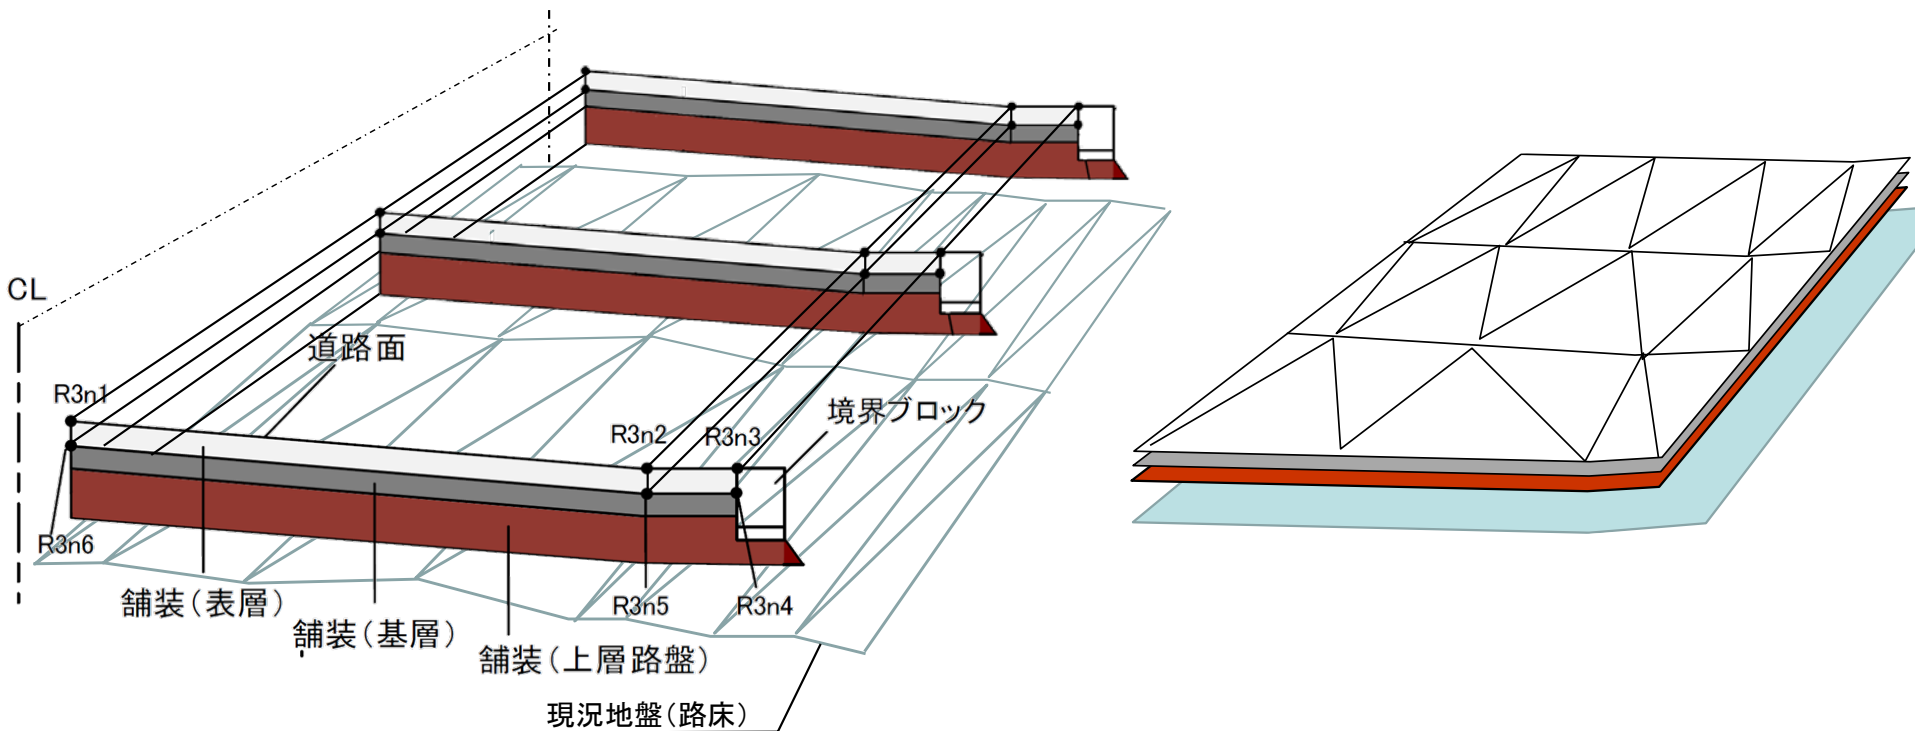 CL
道路面
R3n1
境界ブロック
R3n2
R3n3
R3n6
舗装（表層）
舗装（基層）
舗装（上層路盤）
R3n5
R3n4
現況地盤（路床）